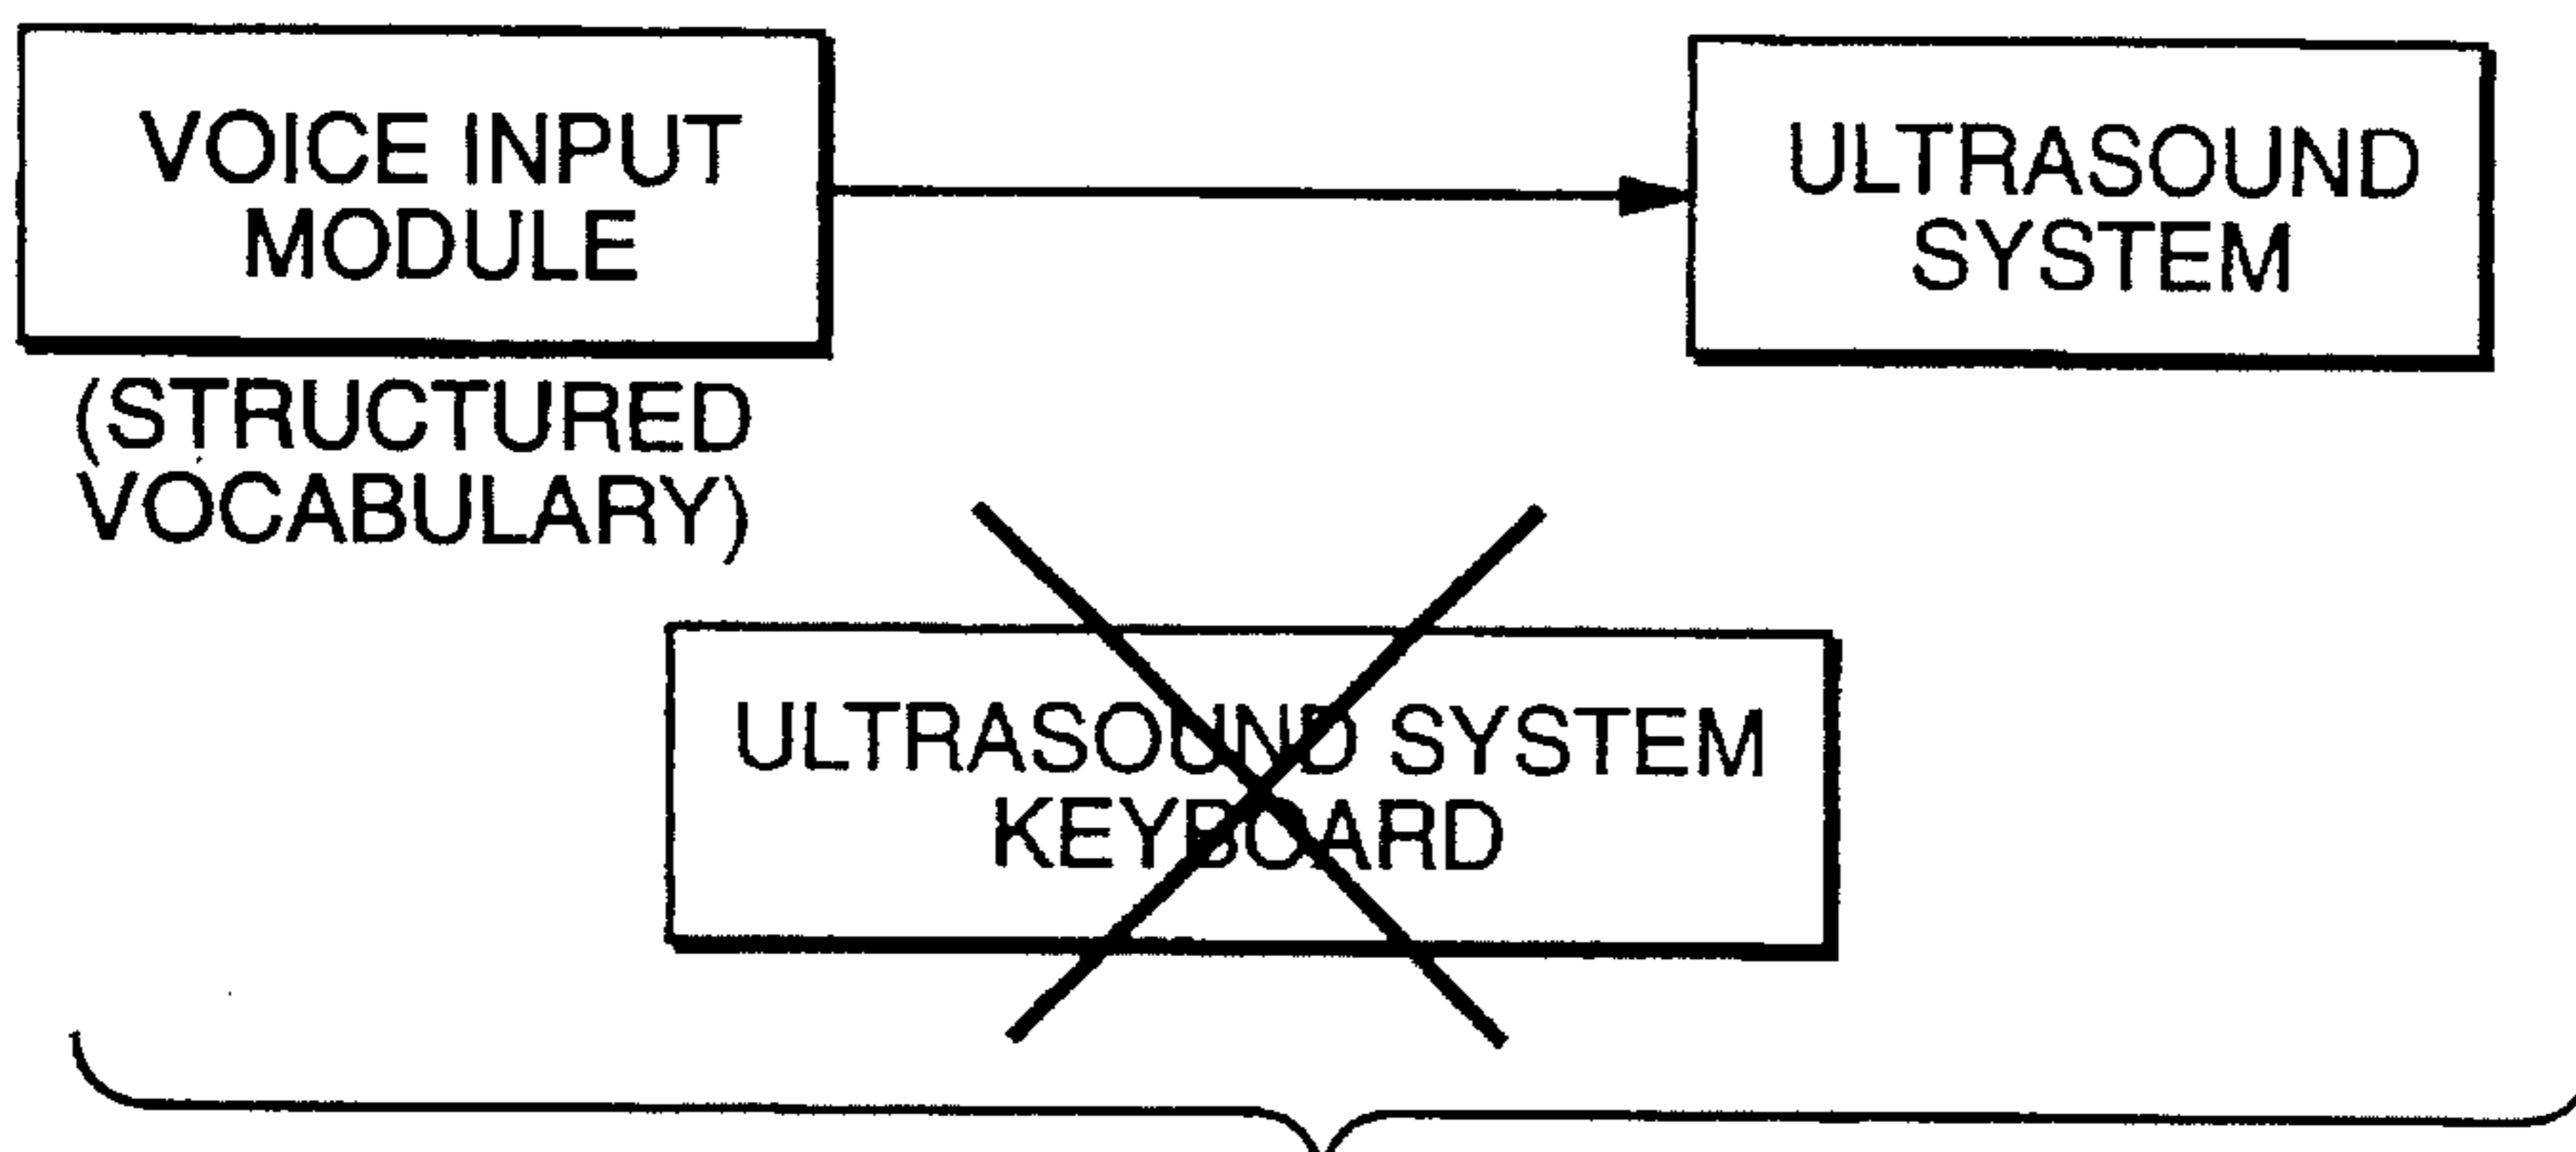 VOICE INPUT
MODULE
(STRUCTURED
VOCABULARY)
ULTRASOUND
SYSTEM
ULTRASOUND SYSTEM
KEYBOARD